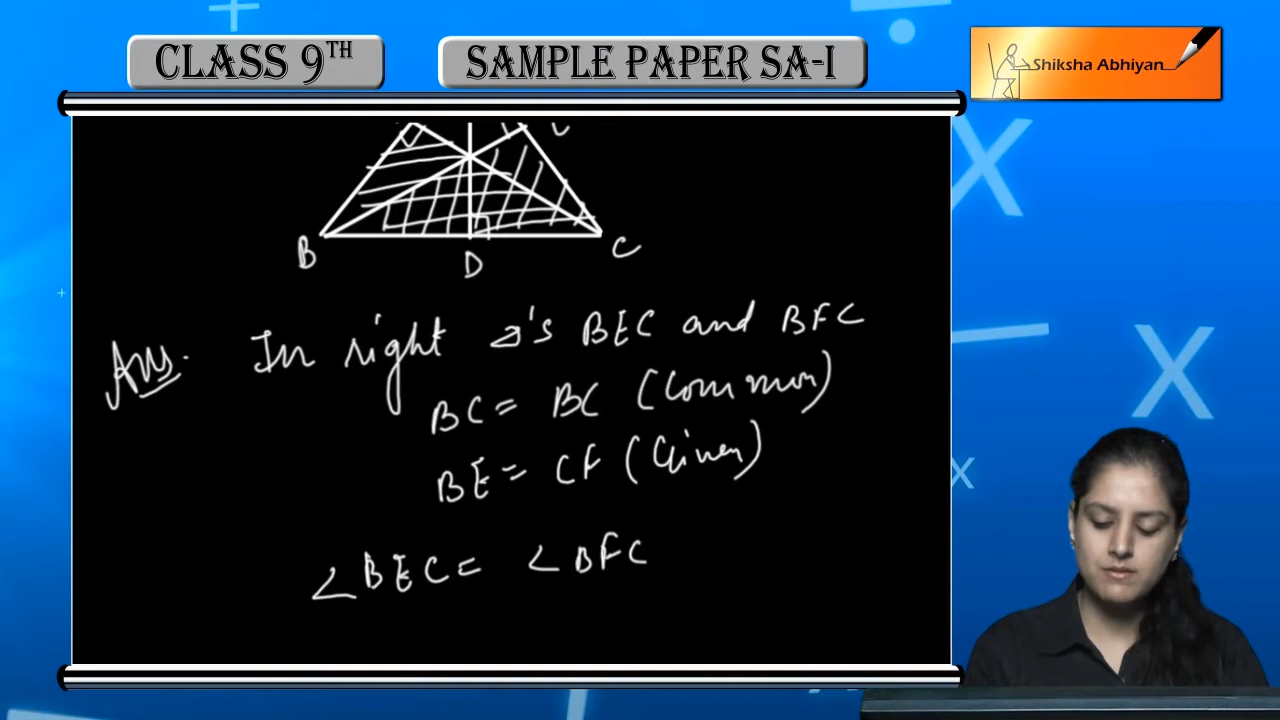 CLASS 9TH
SAMPLE PAPER SA-I
Shiksha Abhiyan
B
D
C
Ans. In right △'s BEC and BFC
BC = BC (Common)
BE = CF (Given)
∠BEC = ∠BFC